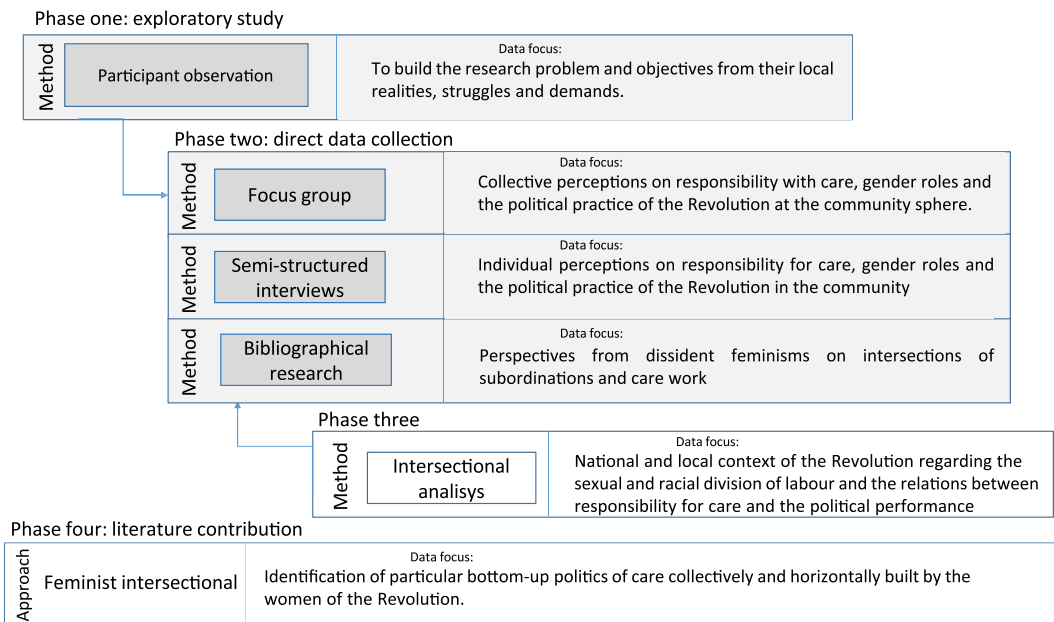 Phase one: exploratory study
Method
Participant observation
Data focus:
To build the research problem and objectives from their local
realities, struggles and demands.
Phase two: direct data collection
Method
Focus group
Data focus:
Collective perceptions on responsibility with care, gender roles and
the political practice of the Revolution at the community sphere.
Method
Semi-structured
interviews
Data focus:
Individual perceptions on responsibility for care, gender roles and
the political practice of the Revolution in the community
Method
Bibliographical
research
Data focus:
Perspectives from dissident feminisms on intersections of
subordinations and care work
Phase three
Method
Intersectional
analisys
Data focus:
National and local context of the Revolution regarding the
sexual and racial division of labour and the relations between
responsibility for care and the political performance
Phase four: literature contribution
Approach
Feminist intersectional
Data focus:
Identification of particular bottom-up politics of care collectively and horizontally built by the
women of the Revolution.